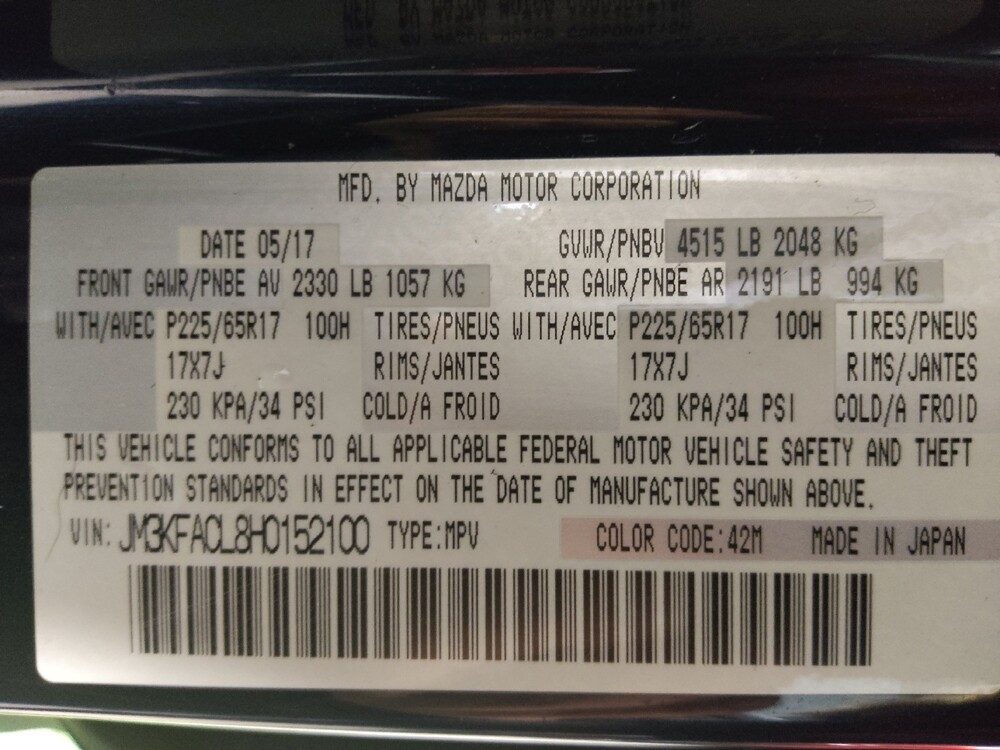 MFD. BY MAZDA MOTOR CORPORATION
DATE 05/17 GVWR/PNBV 4515 LB 2048 KG
FRONT GAWR/PNBE AV 2330 LB 1057 KG REAR GAWR/PNBE AR 2191 LB 994 KG
WITH/AVEC P225/65R17 100H TIRES/PNEUS WITH/AVEC P225/65R17 100H TIRES/PNEUS
17X7J RIMS/JANTES 17X7J RIMS/JANTES
230 KPA/34 PSI COLD/A FROID 230 KPA/34 PSI COLD/A FROID
THIS VEHICLE CONFORMS TO ALL APPLICABLE FEDERAL MOTOR VEHICLE SAFETY AND THEFT
PREVENTION STANDARDS IN EFFECT ON THE DATE OF MANUFACTURE SHOWN ABOVE.
VIN: JM3KFACL8H0152100 TYPE:MPV COLOR CODE:42M MADE IN JAPAN